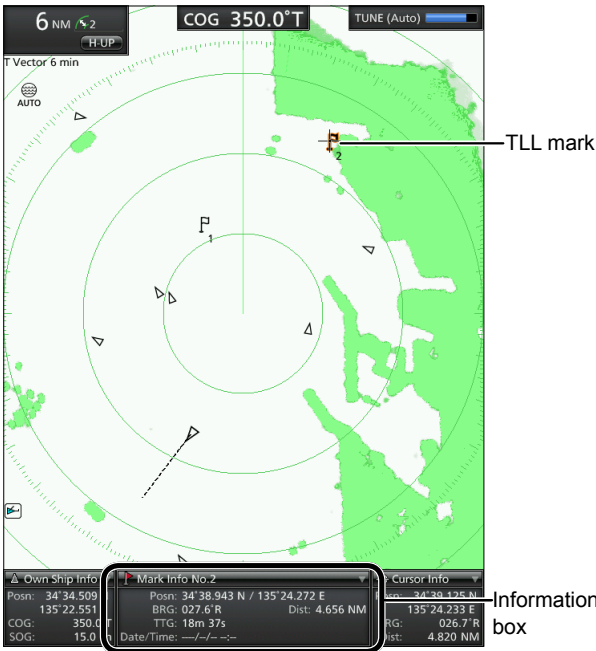 6 NM 2
H-UP
COG 350.0°T
TUNE (Auto)
T Vector 6 min
AUTO
TLL mark
2
1
Own Ship Info
Posn: 34°34.509
135°22.551
COG: 350.0 T
SOG: 15.0
Mark Info No.2
Posn: 34°38.943 N / 135°24.272 E
BRG: 027.6°R Dist: 4.656 NM
TTG: 18m 37s
Date/Time: ---/--/-- --:--
Cursor Info
34°39.125 N
135°24.233 E
RG: 026.7°R
Dist: 4.820 NM
Information
box